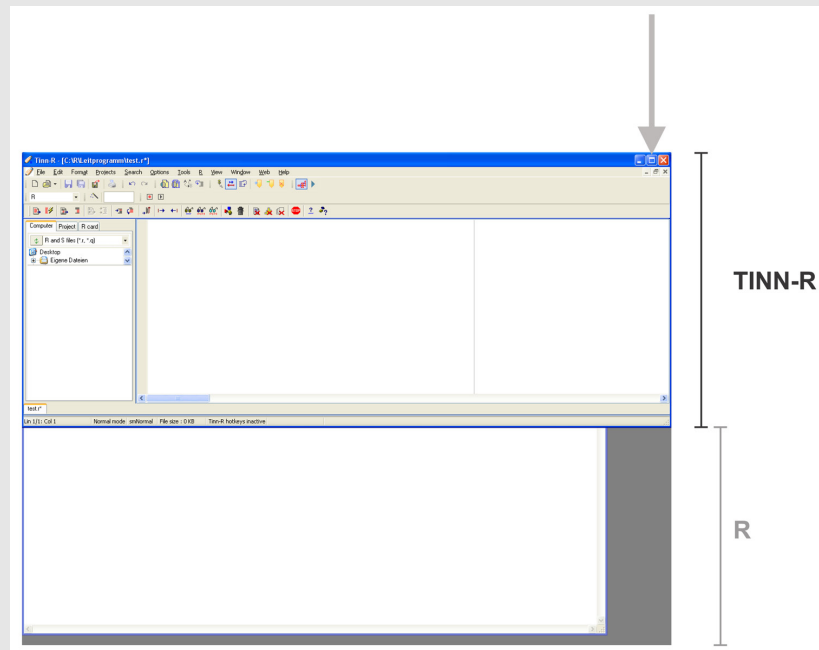 Tinn-R - [C:\R\Leitprogramm\test.r*]
File Edit Format Projects Search Options Tools R View Window Web Help
R
Computer Project R card
R and S files (*.r, *.q)
Desktop
Eigene Dateien
TINN-R
test.r*
Lin 1/1: Col 1 Normal mode smNormal File size : 0 KB Tinn-R hotkeys inactive
R